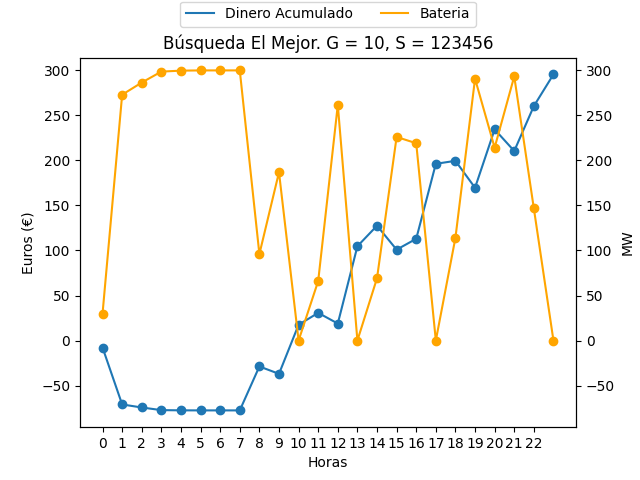 Dinero Acumulado Bateria
Búsqueda El Mejor. G = 10, S = 123456
300 300
250 250
200 200
150 150
100 100
50 50
0 0
−50 −50
Euros (€)
MW
0 1 2 3 4 5 6 7 8 9 10 11 12 13 14 15 16 17 18 19 20 21 22
Horas